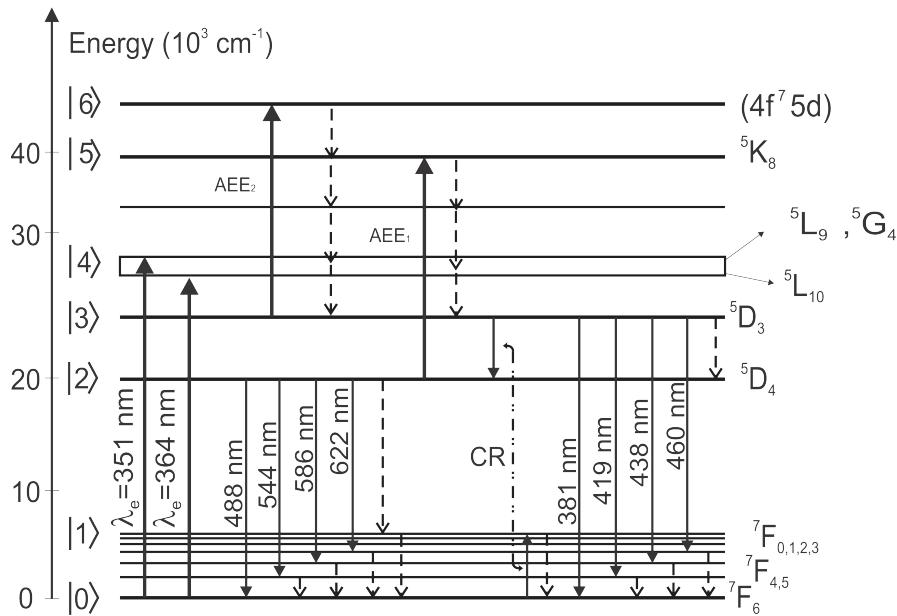 Energy (10³ cm⁻¹)
|6⟩ (4f⁷ 5d)
40 |5⟩ ⁵K₈
AEE₂
AEE₁
30
⁵L₉ ,⁵G₄
|4⟩
⁵L₁₀
|3⟩ ⁵D₃
20 |2⟩ ⁵D₄
λₑ=351 nm
λₑ=364 nm
488 nm
544 nm
586 nm
622 nm
CR
381 nm
419 nm
438 nm
460 nm
10
|1⟩ ⁷F₀,₁,₂,₃
⁷F₄,₅
0 |0⟩ ⁷F₆